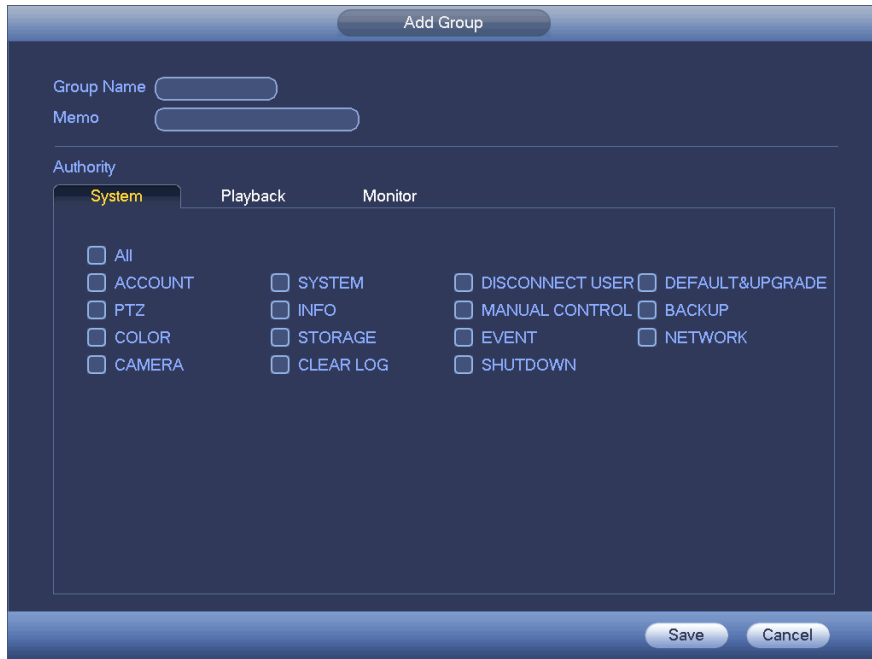 Add Group
Group Name
Memo
Authority
System Playback Monitor
All
ACCOUNT SYSTEM DISCONNECT USER DEFAULT&UPGRADE
PTZ INFO MANUAL CONTROL BACKUP
COLOR STORAGE EVENT NETWORK
CAMERA CLEAR LOG SHUTDOWN
Save Cancel